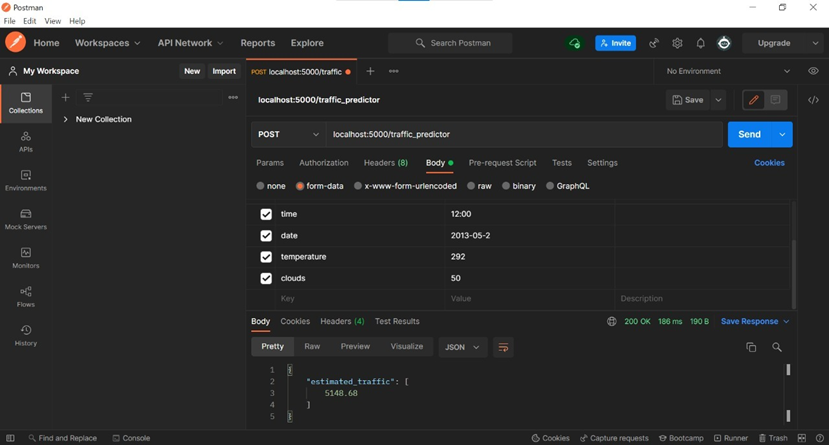 Postman
File Edit View Help
Home Workspaces API Network Reports Explore Search Postman Invite Upgrade
My Workspace New Import POST localhost:5000/traffic No Environment
Collections
New Collection
localhost:5000/traffic_predictor Save
POST localhost:5000/traffic_predictor Send
APIs
Params Authorization Headers (8) Body Pre-request Script Tests Settings Cookies
none form-data x-www-form-urlencoded raw binary GraphQL
Environments
time 12:00
Mock Servers
date 2013-05-2
temperature 292
Monitors
clouds 50
Key Value Description
Flows
Body Cookies Headers (4) Test Results 200 OK 186 ms 190 B Save Response
History
Pretty Raw Preview Visualize JSON
1 {
2 "estimated_traffic": [
3 5148.68
4 ]
5 }
Find and Replace Console Cookies Capture requests Bootcamp Runner Trash